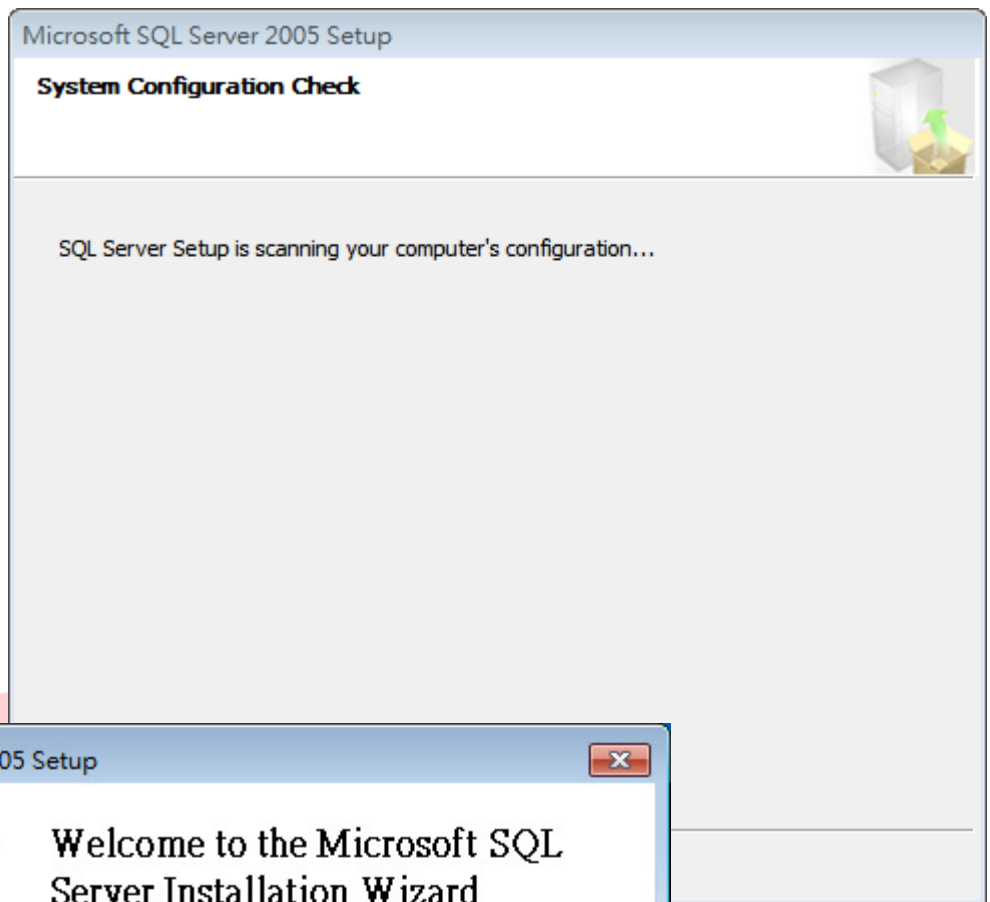 Microsoft SQL Server 2005 Setup
System Configuration Check
SQL Server Setup is scanning your computer's configuration...
05 Setup
Welcome to the Microsoft SQL
Server Installation Wizard